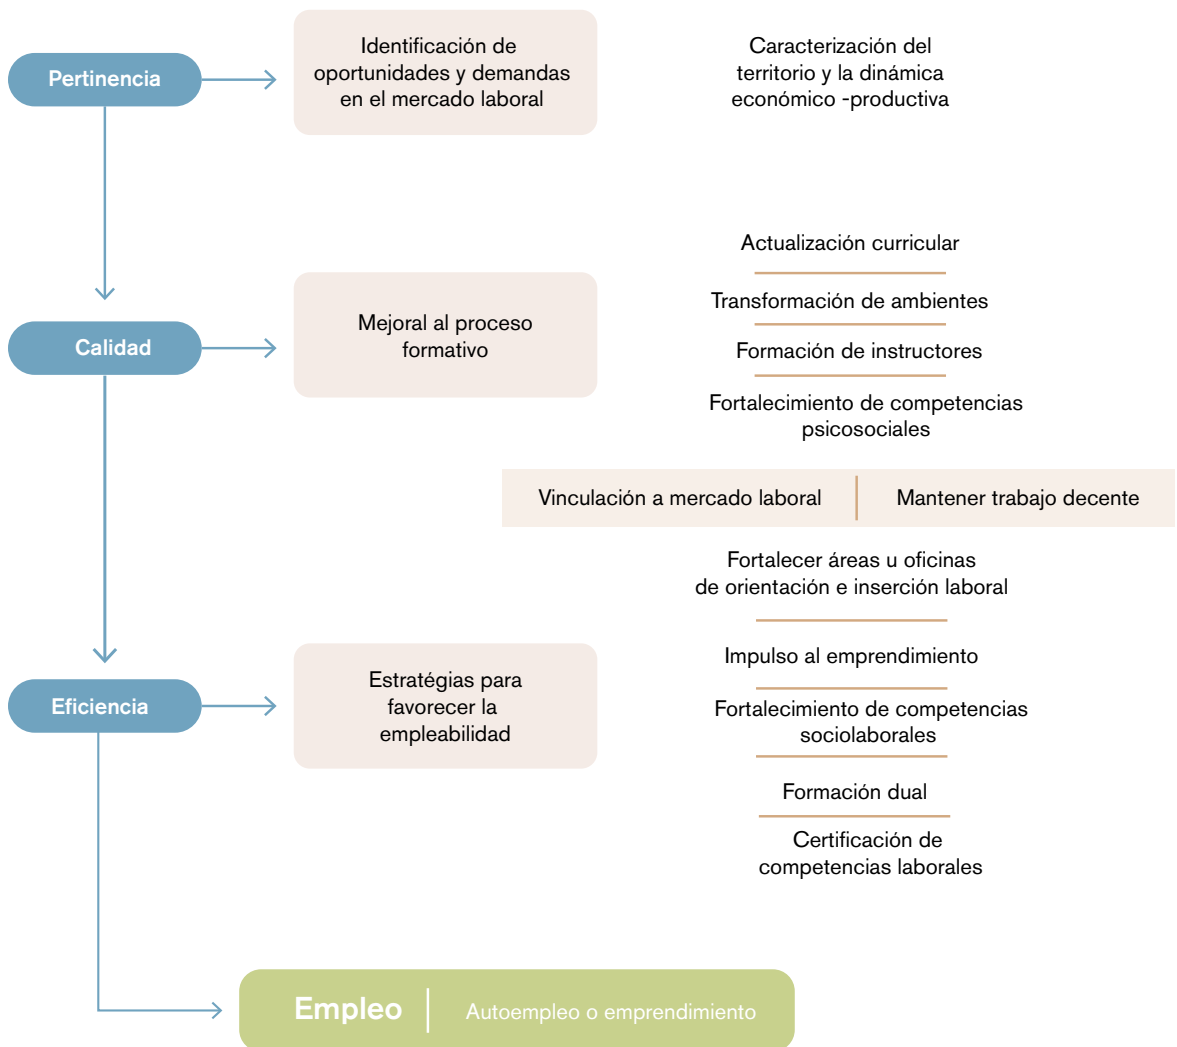 Pertinencia
Identificación de
oportunidades y demandas
en el mercado laboral
Caracterización del
territorio y la dinámica
económico -productiva
Calidad
Mejoral al proceso
formativo
Actualización curricular
Transformación de ambientes
Formación de instructores
Fortalecimiento de competencias
psicosociales
Vinculación a mercado laboral
Mantener trabajo decente
Eficiencia
Estratégias para
favorecer la
empleabilidad
Fortalecer áreas u oficinas
de orientación e inserción laboral
Impulso al emprendimiento
Fortalecimiento de competencias
sociolaborales
Formación dual
Certificación de
competencias laborales
Empleo
Autoempleo o emprendimiento